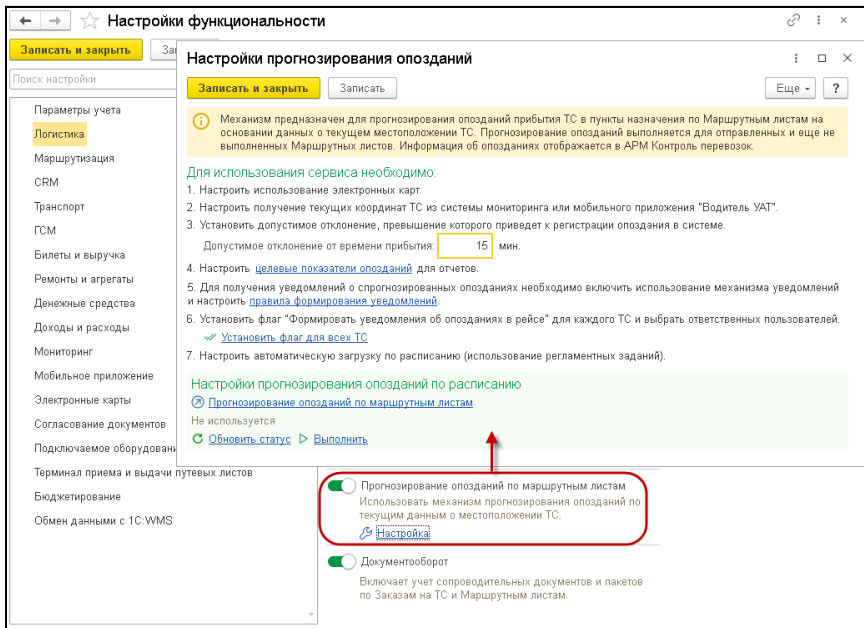 Настройки функциональности
Записать и закрыть
За
Поиск настройки
Параметры учета
Логистика
Маршрутизация
CRM
Транспорт
ГСМ
Билеты и выручка
Ремонты и агрегаты
Денежные средства
Доходы и расходы
Мониторинг
Мобильное приложение
Электронные карты
Согласование документов
Подключаемое оборудовани
Терминал приема и выдачи путевых листов
Бюджетирование
Обмен данными с 1С:WMS
Настройки прогнозирования опозданий
Записать и закрыть
Записать
Еще
?
Механизм предназначен для прогнозирования опозданий прибытия ТС в пункты назначения по Маршрутным листам на
основании данных о текущем местоположении ТС. Прогнозирование опозданий выполняется для отправленных и еще не
выполненных Маршрутных листов. Информация об опозданиях отображается в АРМ Контроль перевозок.
Для использования сервиса необходимо:
1. Настроить использование электронных карт.
2. Настроить получение текущих координат ТС из системы мониторинга или мобильного приложения "Водитель УАТ".
3. Установить допустимое отклонение, превышение которого приведет к регистрации опоздания в системе.
Допустимое отклонение от времени прибытия: 15 мин.
4. Настроить целевые показатели опозданий для отчетов.
5. Для получения уведомлений о спрогнозированных опозданиях необходимо включить использование механизма уведомлений
и настроить правила формирования уведомлений.
6. Установить флаг "Формировать уведомления об опозданиях в рейсе" для каждого ТС и выбрать ответственных пользователей.
Установить флаг для всех ТС
7. Настроить автоматическую загрузку по расписанию (использование регламентных заданий).
Настройки прогнозирования опозданий по расписанию
Прогнозирование опозданий по маршрутным листам
Не используется
Обновить статус Выполнить
Прогнозирование опозданий по маршрутным листам
Использовать механизм прогнозирования опозданий по
текущим данным о местоположении ТС.
Настройка
Документооборот
Включает учет сопроводительных документов и пакетов
по Заказам на ТС и Маршрутным листам.